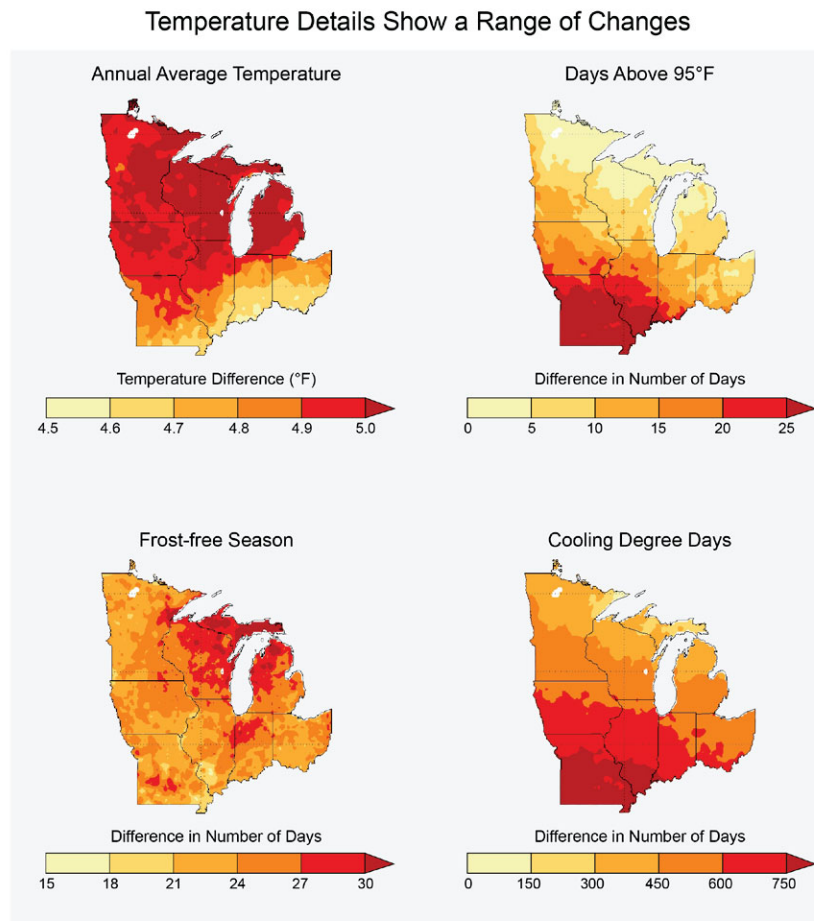 Temperature Details Show a Range of Changes
Annual Average Temperature
Days Above 95°F
Temperature Difference (°F)
4.5 4.6 4.7 4.8 4.9 5.0
Difference in Number of Days
0 5 10 15 20 25
Frost-free Season
Cooling Degree Days
Difference in Number of Days
15 18 21 24 27 30
Difference in Number of Days
0 150 300 450 600 750